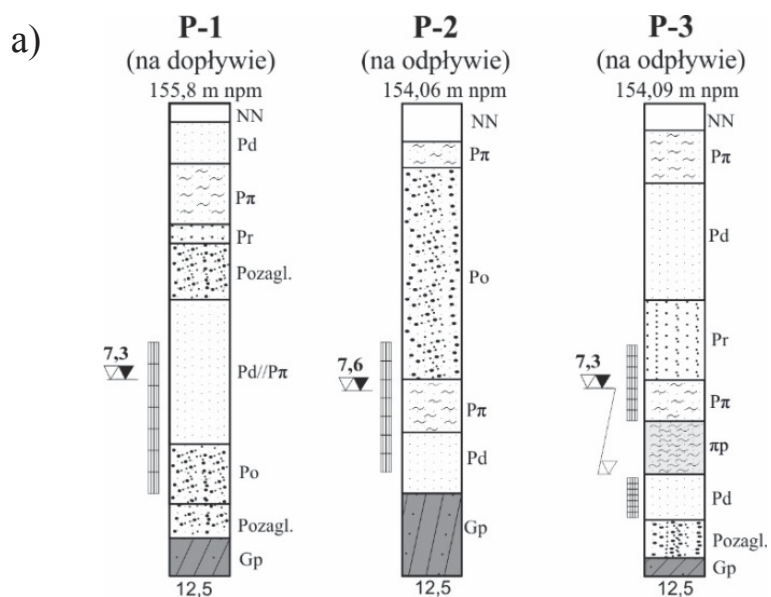 a)
P-1
(na dopływie)
155,8 m npm
NN
Pd
Pπ
Pr
Pozagl.
7,3
Pd//Pπ
Po
Pozagl.
Gp
12,5
P-2
(na odpływie)
154,06 m npm
NN
Pπ
Po
7,6
Pπ
Pd
Gp
12,5
P-3
(na odpływie)
154,09 m npm
NN
Pπ
Pd
Pr
7,3
Pπ
πp
Pd
Pozagl.
Gp
12,5